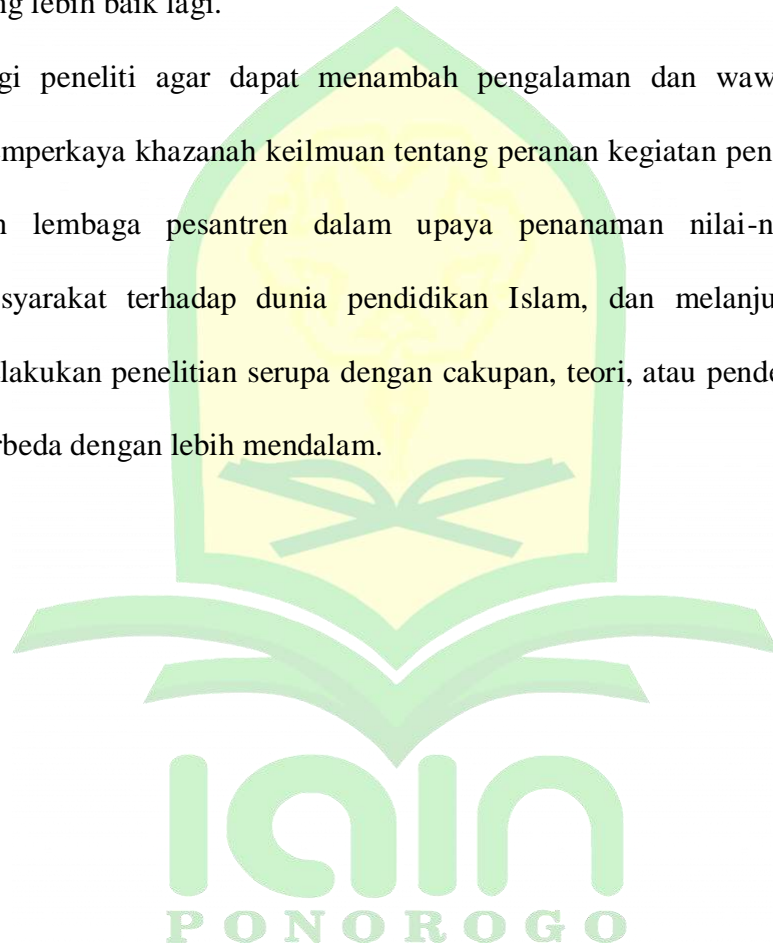 ng lebih baik lagi.
gi peneliti agar dapat menambah pengalaman dan waw
mperkaya khazanah keilmuan tentang peranan kegiatan pen
n lembaga pesantren dalam upaya penanaman nilai-n
syarakat terhadap dunia pendidikan Islam, dan melanju
lakukan penelitian serupa dengan cakupan, teori, atau pende
rbeda dengan lebih mendalam.
iain
PONOROGO